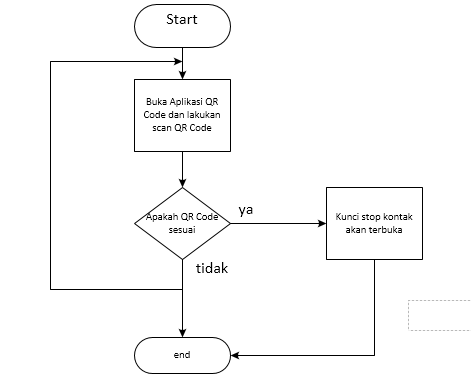 Start
Buka Aplikasi QR
Code dan lakukan
scan QR Code
Apakah QR Code
sesuai
ya
Kunci stop kontak
akan terbuka
tidak
end